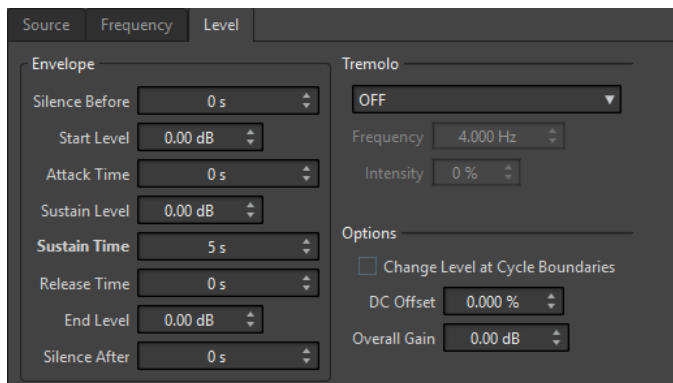 Source Frequency Level
Envelope
Silence Before 0 s
Start Level 0.00 dB
Attack Time 0 s
Sustain Level 0.00 dB
Sustain Time 5 s
Release Time 0 s
End Level 0.00 dB
Silence After 0 s
Tremolo
OFF
Frequency 4.000 Hz
Intensity 0 %
Options
Change Level at Cycle Boundaries
DC Offset 0.000 %
Overall Gain 0.00 dB